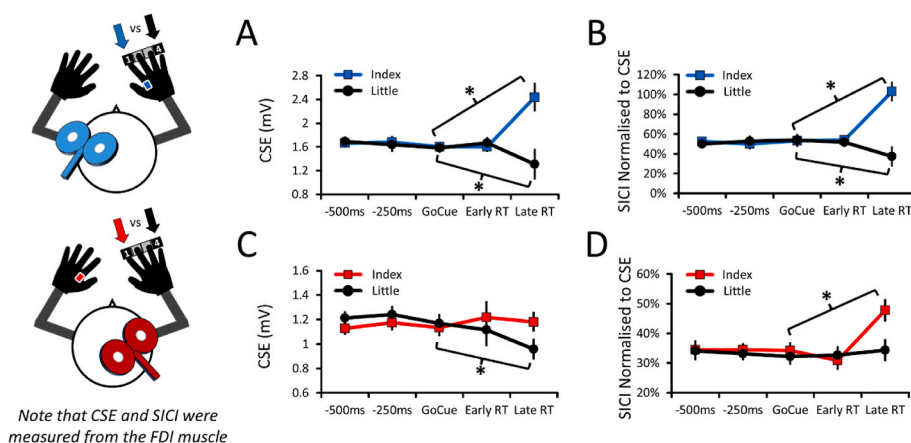 vs
1 4
A
CSE (mV)
2.8
2.4
2.0
1.6
1.2
0.8
Index
Little
*
*
-500ms -250ms GoCue Early RT Late RT
B
SICI Normalised to CSE
120%
100%
80%
60%
40%
20%
0%
Index
Little
*
*
-500ms -250ms GoCue Early RT Late RT
vs
1 4
C
CSE (mV)
1.6
1.4
1.2
1
0.8
0.6
Index
Little
*
-500ms -250ms GoCue Early RT Late RT
D
SICI Normalised to CSE
60%
50%
40%
30%
20%
Index
Little
*
-500ms -250ms GoCue Early RT Late RT
Note that CSE and SICI were
measured from the FDI muscle